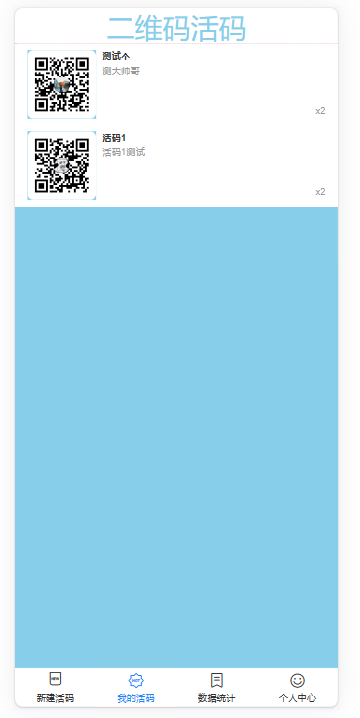 二维码活码
测试个
测大帅哥
x2
活码1
活码1测试
x2
新建活码
我的活码
数据统计
个人中心